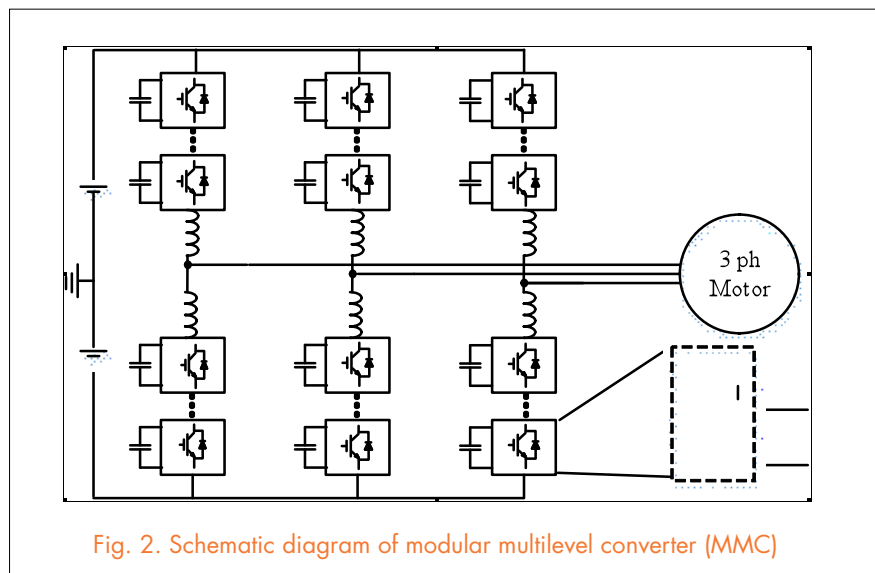 3 ph
Motor
Fig. 2. Schematic diagram of modular multilevel converter (MMC)